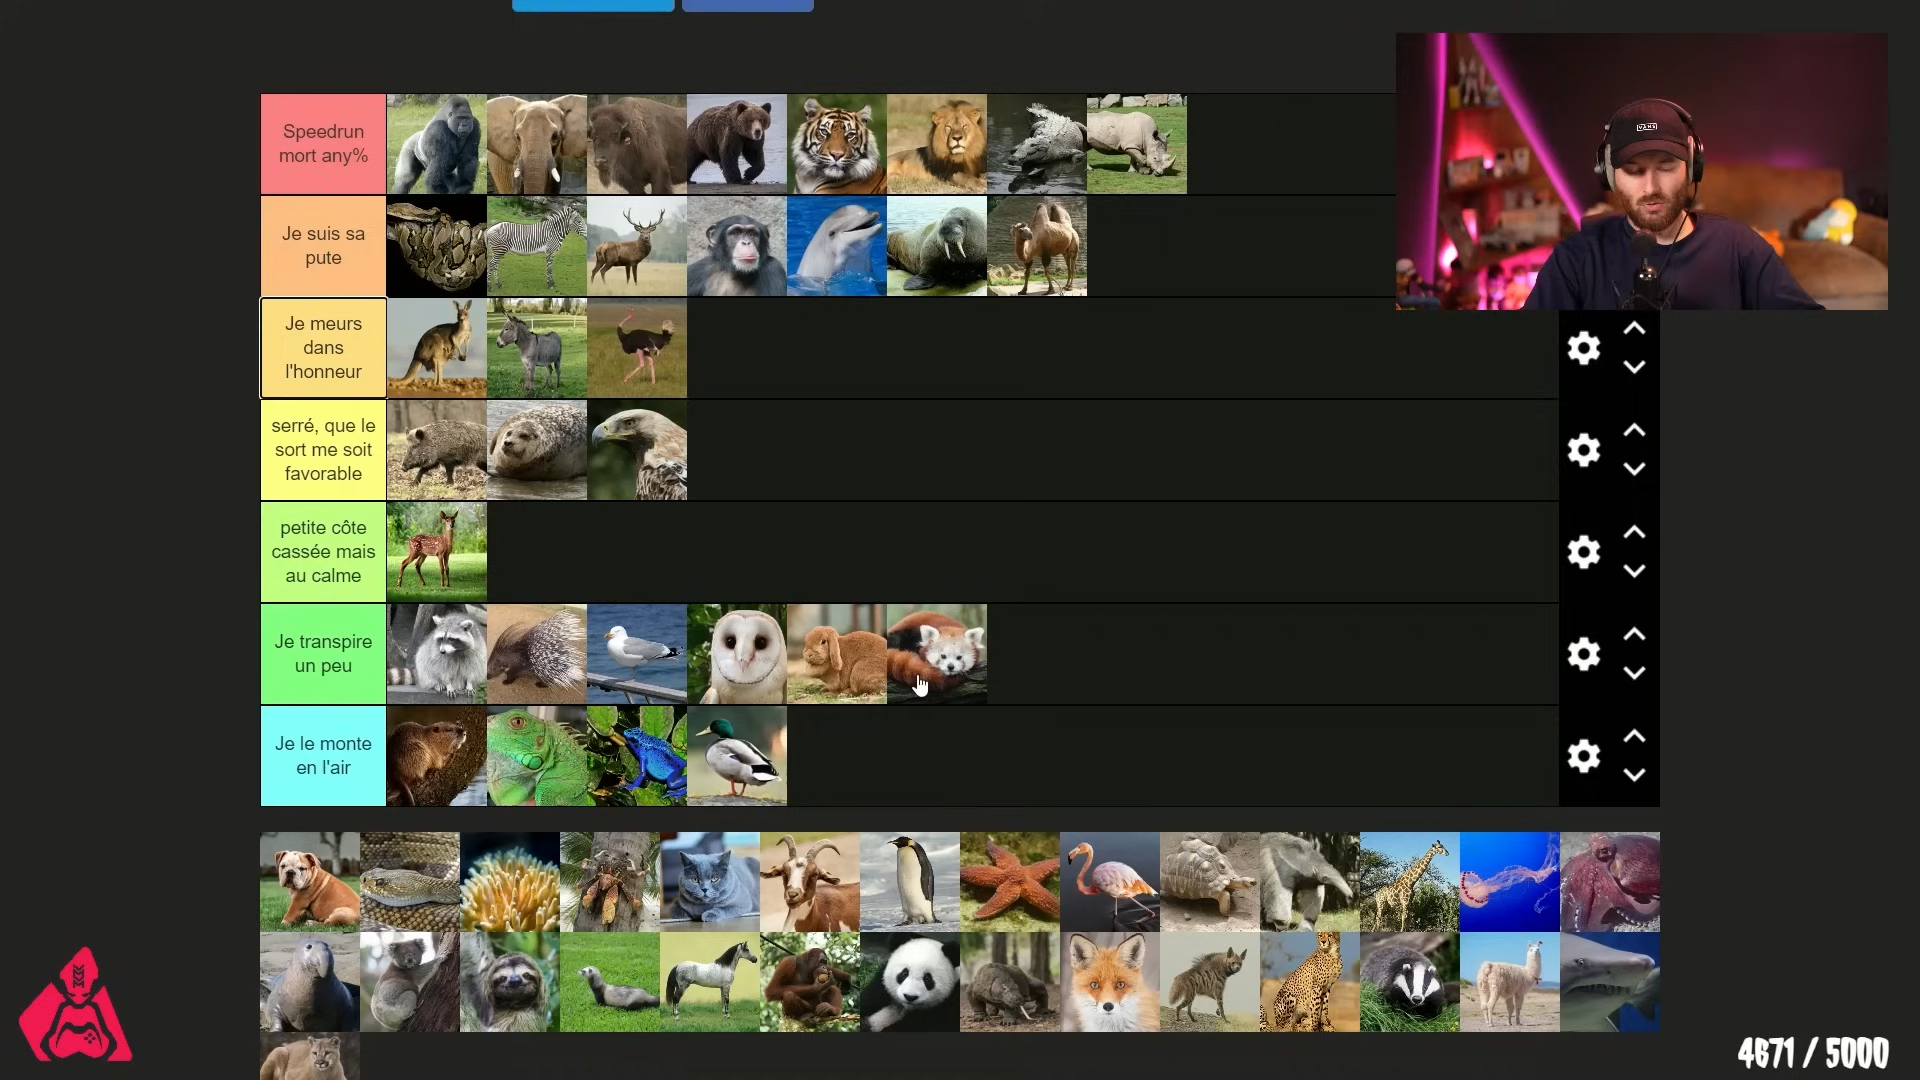 Speedrun
mort any%
VANS
Je suis sa
pute
Je meurs
dans
l'honneur
serré, que le
sort me soit
favorable
petite côte
cassée mais
au calme
Je transpire
un peu
Je le monte
en l'air
4671 / 5000